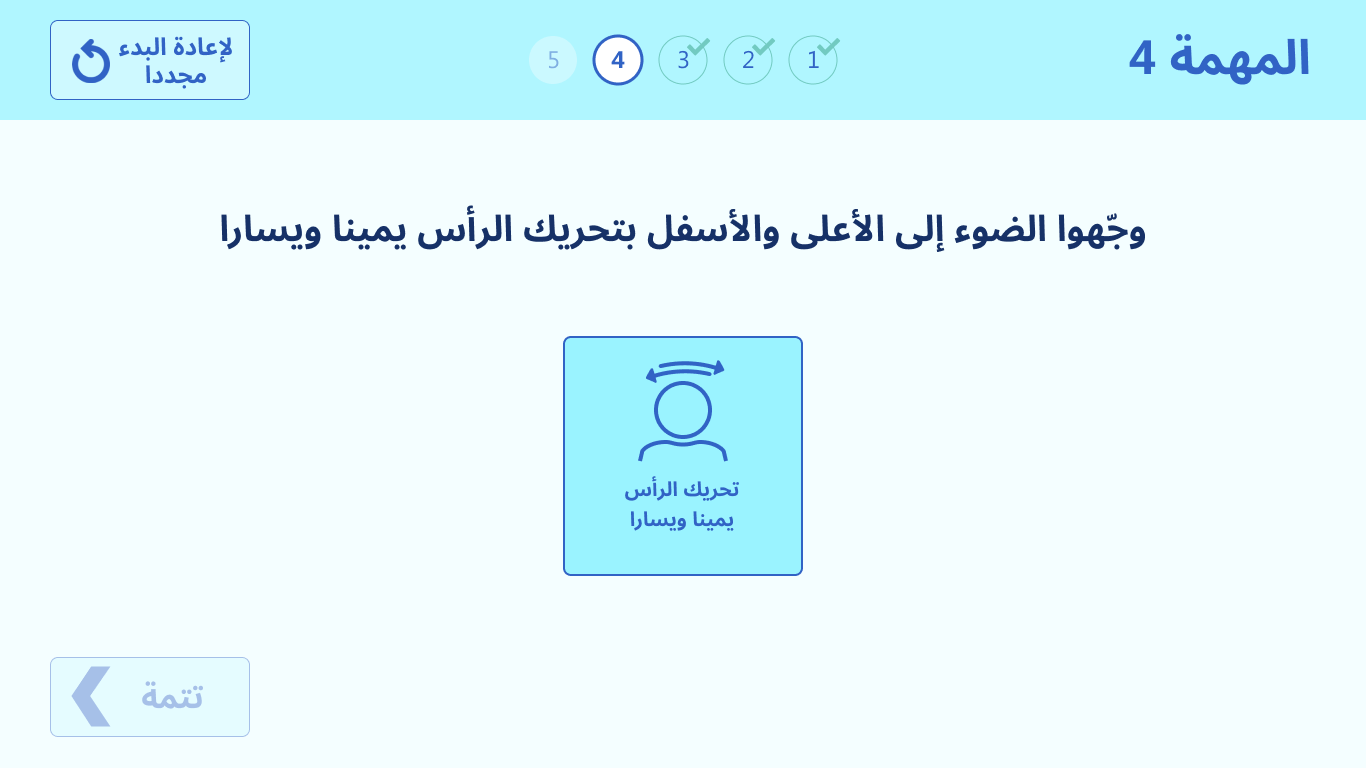 المهمة 4
1
2
3
4
5
لإعادة البدء
مجددا
وجّهوا الضوء إلى الأعلى والأسفل بتحريك الرأس يمينا ويسارا
تحريك الرأس
يمينا ويسارا
تتمة